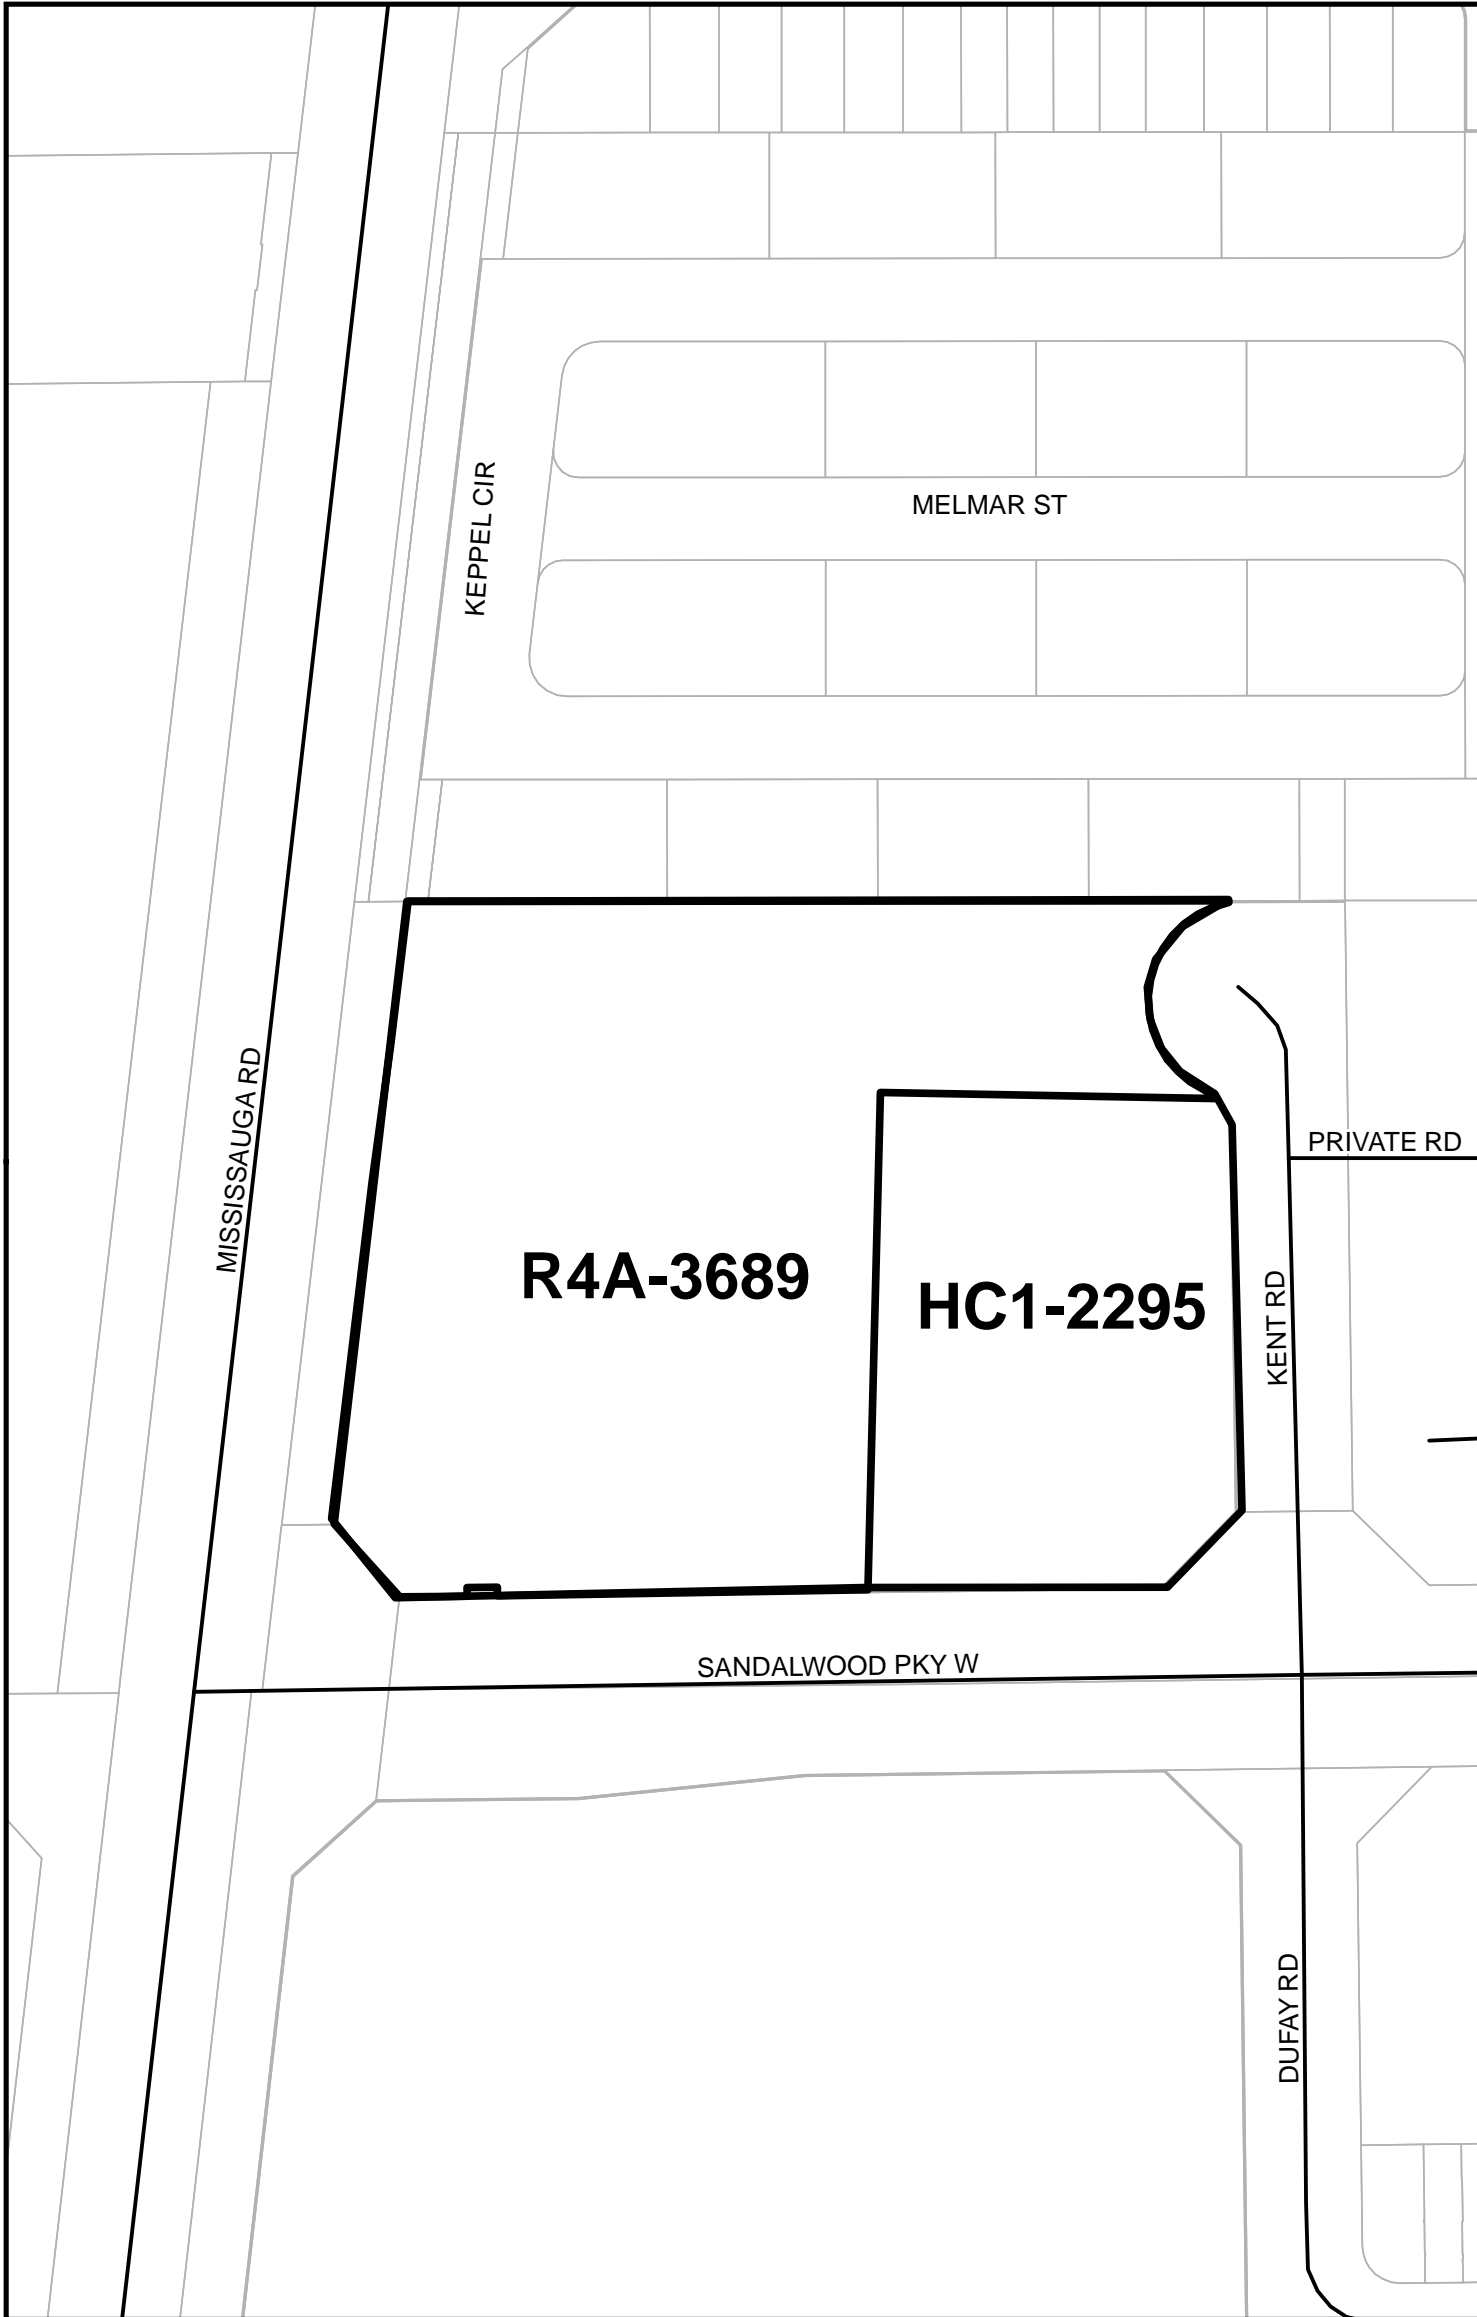 KEPPEL CIR
MELMAR ST
MISSISSAUGA RD
PRIVATE RD
R4A-3689
HC1-2295
KENT RD
SANDALWOOD PKY W
DUFAY RD